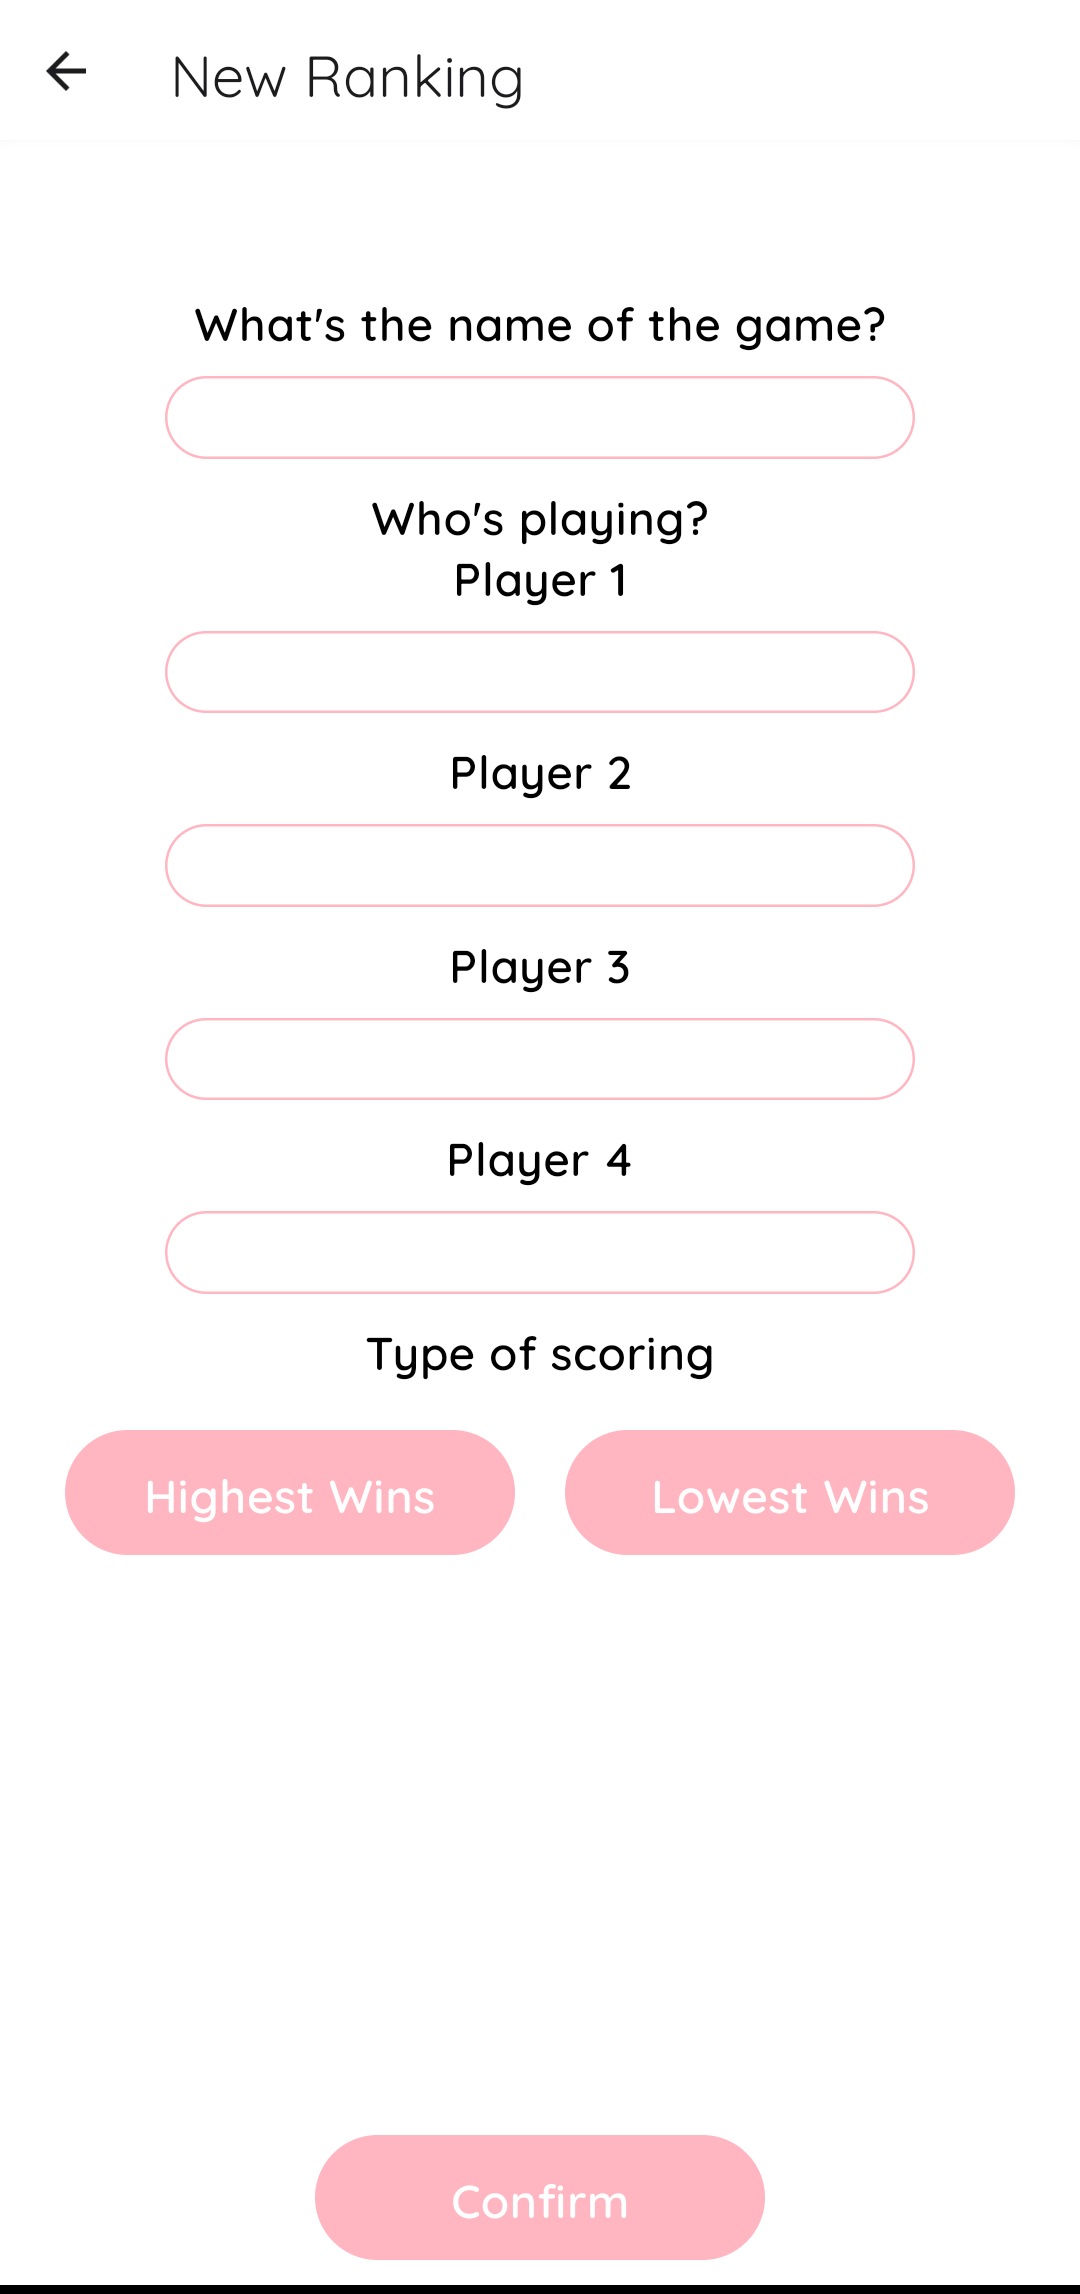 New Ranking
What's the name of the game?
Who's playing?
Player 1
Player 2
Player 3
Player 4
Type of scoring
Highest Wins
Lowest Wins
Confirm